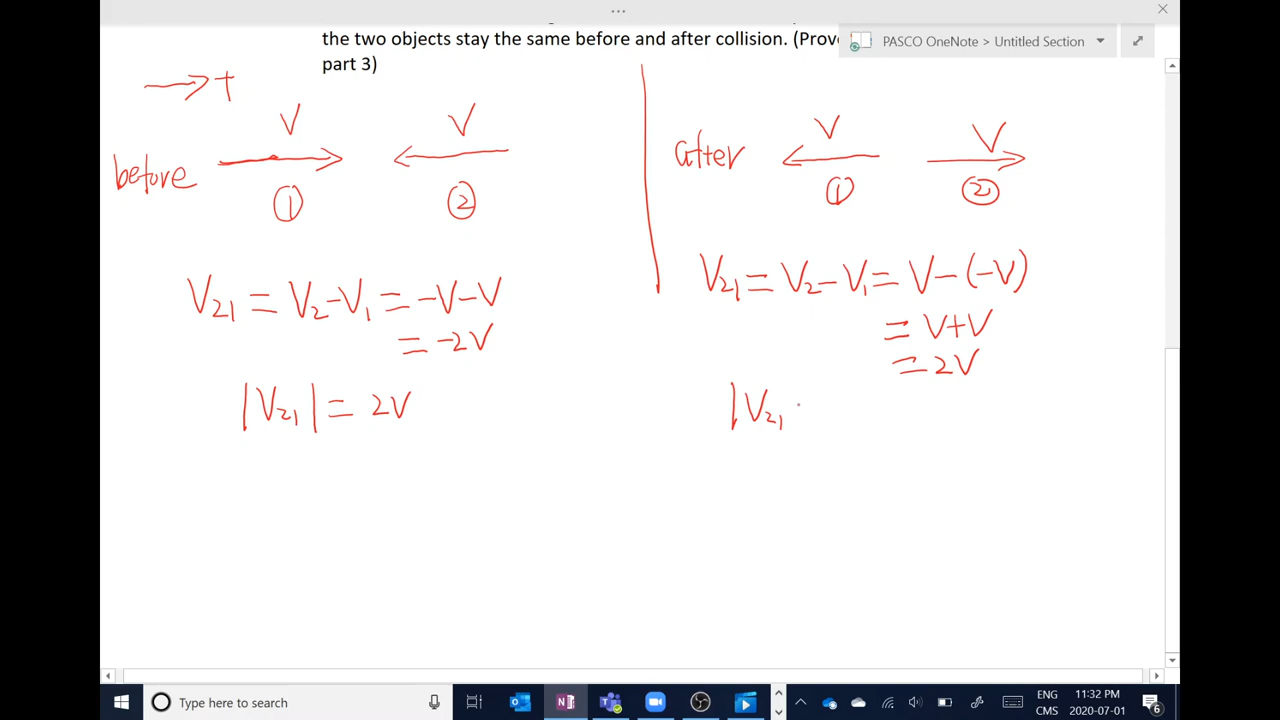 the two objects stay the same before and after collision. (Prove
part 3)
PASCO OneNote > Untitled Section
→ +
V V
before
① ②
V₂₁ = V₂ - V₁ = -V - V
= -2V
|V₂₁| = 2V
V V
after
① ②
V₂₁ = V₂ - V₁ = V - (-V)
= V + V
= 2V
|V₂₁
Type here to search
ENG
CMS
11:32 PM
2020-07-01
6